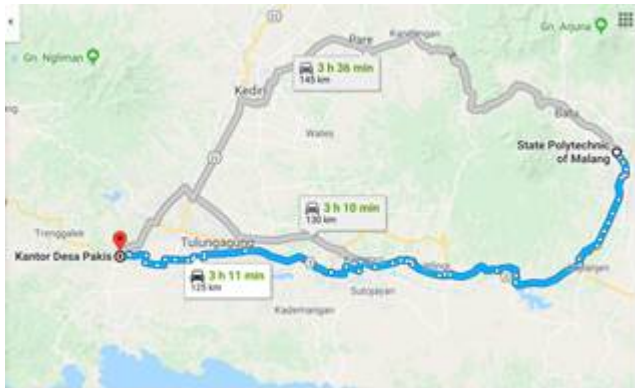 Gn. Arjuna
Pare
Kandangan
Gn. Ngliman
3 h 36 min
145 km
Kediri
Batu
Wates
State Polytechnic
of Malang
3 h 10 min
130 km
Trenggalek
Tulungagung
Kantor Desa Pakis
3 h 11 min
125 km
Sutojayan
Kademangan